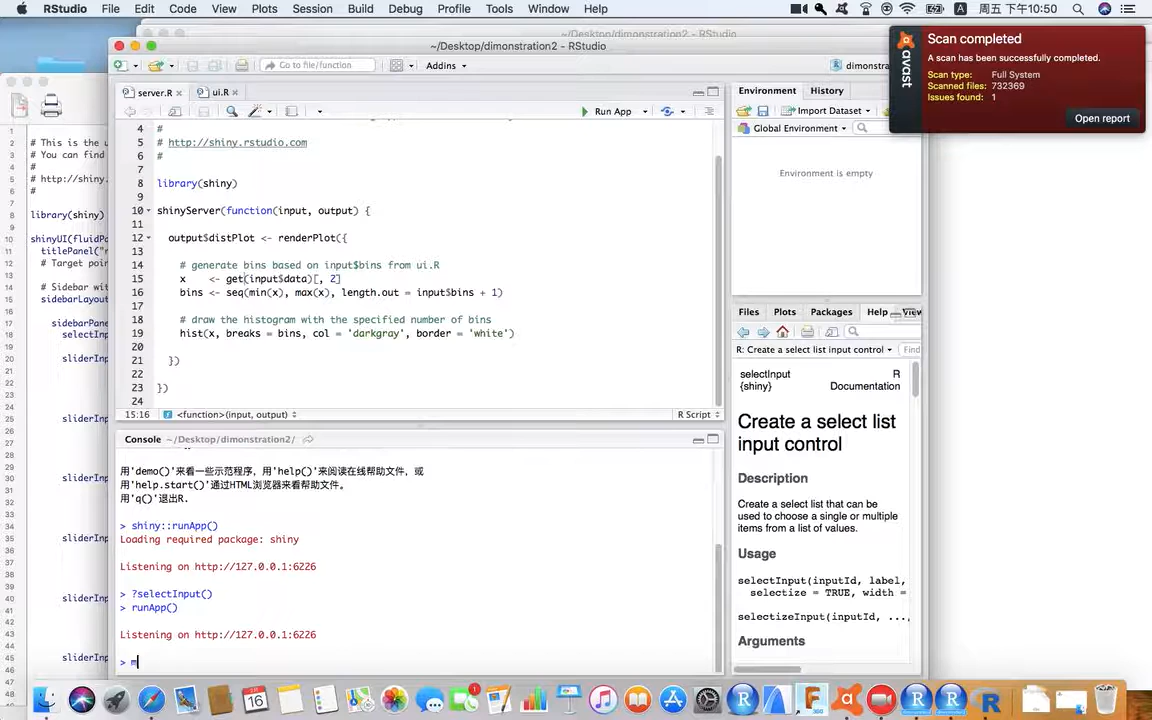 RStudio File Edit Code View Plots Session Build Debug Profile Tools Window Help
周五 下午10:50
~/Desktop/dimonstration2 - RStudio
Scan completed
avast
A scan has been successfully completed.
Scan type: Full System
Scanned files: 732369
Issues found: 1
Open report
Go to file/function
Addins
server.R
ui.R
Run App
4 #
5 # http://shiny.rstudio.com
6 #
7
8 library(shiny)
9
10 shinyServer(function(input, output) {
11
12 output$distPlot <- renderPlot({
13
14 # generate bins based on input$bins from ui.R
15 x <- get(input$data)[, 2]
16 bins <- seq(min(x), max(x), length.out = input$bins + 1)
17
18 # draw the histogram with the specified number of bins
19 hist(x, breaks = bins, col = 'darkgray', border = 'white')
20
21 })
22
23 })
24
15:16 <function>(input, output) R Script
Console ~/Desktop/dimonstration2/
用'demo()'来看一些示范程序，用'help()'来阅读在线帮助文件，或
用'help.start()'通过HTML浏览器来看帮助文件。
用'q()'退出R.
> shiny::runApp()
Loading required package: shiny
Listening on http://127.0.0.1:6226
> ?selectInput()
> runApp()
Listening on http://127.0.0.1:6226
> m
Environment History
Import Dataset
Global Environment
Environment is empty
Files Plots Packages Help View
R: Create a select list input control Find
selectInput R
{shiny} Documentation
Create a select list
input control
Description
Create a select list that can be
used to choose a single or multiple
items from a list of values.
Usage
selectInput(inputId, label,
selectize = TRUE, width =
selectizeInput(inputId, ...,
Arguments
# This is the u
# You can find
#
# http://shiny.
#
library(shiny)
shinyUI(fluidPa
titlePanel("r
# Target poin
# Sidebar wit
sidebarLayou
sidebarPane
selectInp
sliderInp
sliderInp
sliderInp
sliderInp
sliderInp
sliderInp